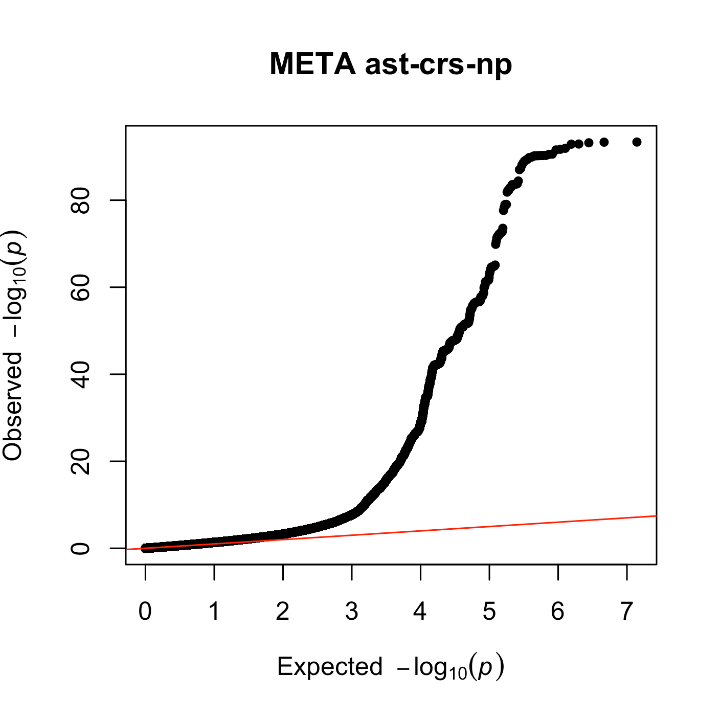 META ast-crs-np
Observed −log₁₀(p)
80
60
40
20
0
0 1 2 3 4 5 6 7
Expected −log₁₀(p)